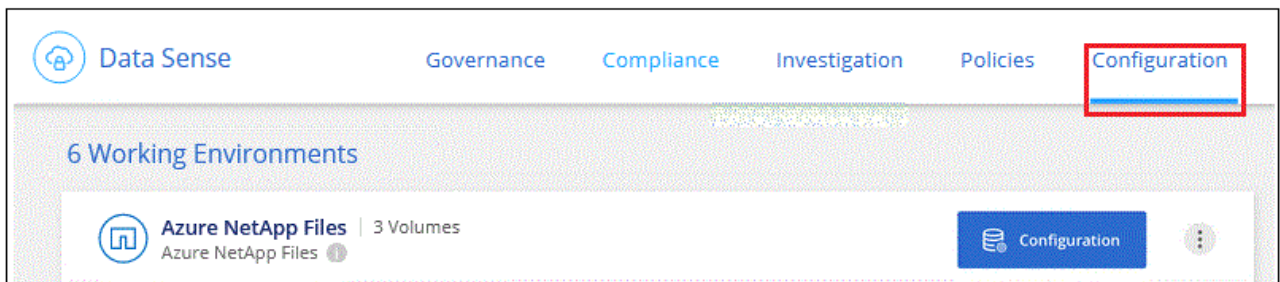 Data Sense Governance Compliance Investigation Policies Configuration
6 Working Environments
Azure NetApp Files | 3 Volumes
Azure NetApp Files
Configuration